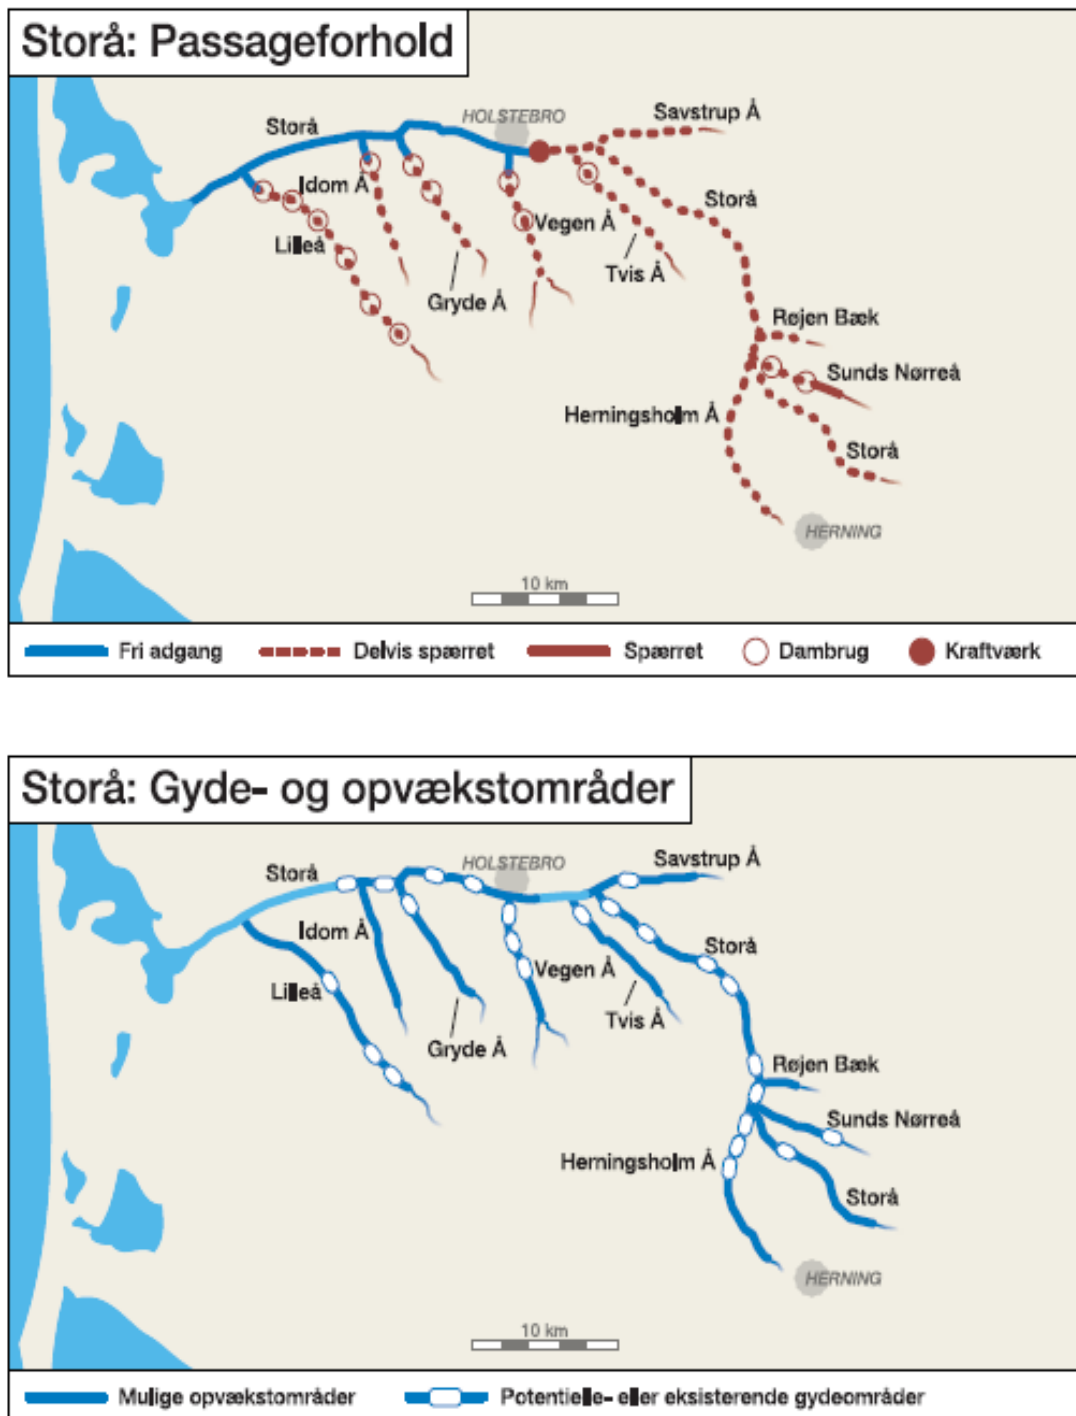 Storå: Passageforhold
HOLSTEBRO
Savstrup Å
Storå
Idom Å
Storå
Vegen Å
Lilleå
Tvis Å
Gryde Å
Røjen Bæk
Sunds Nørreå
Herningsholm Å
Storå
HERNING
10 km
Fri adgang
Delvis spærret
Spærret
Dambrug
Kraftværk
Storå: Gyde- og opvækstområder
HOLSTEBRO
Savstrup Å
Storå
Idom Å
Storå
Vegen Å
Lilleå
Tvis Å
Gryde Å
Røjen Bæk
Sunds Nørreå
Herningsholm Å
Storå
HERNING
10 km
Mulige opvækstområder
Potentielle- eller eksisterende gydeområder